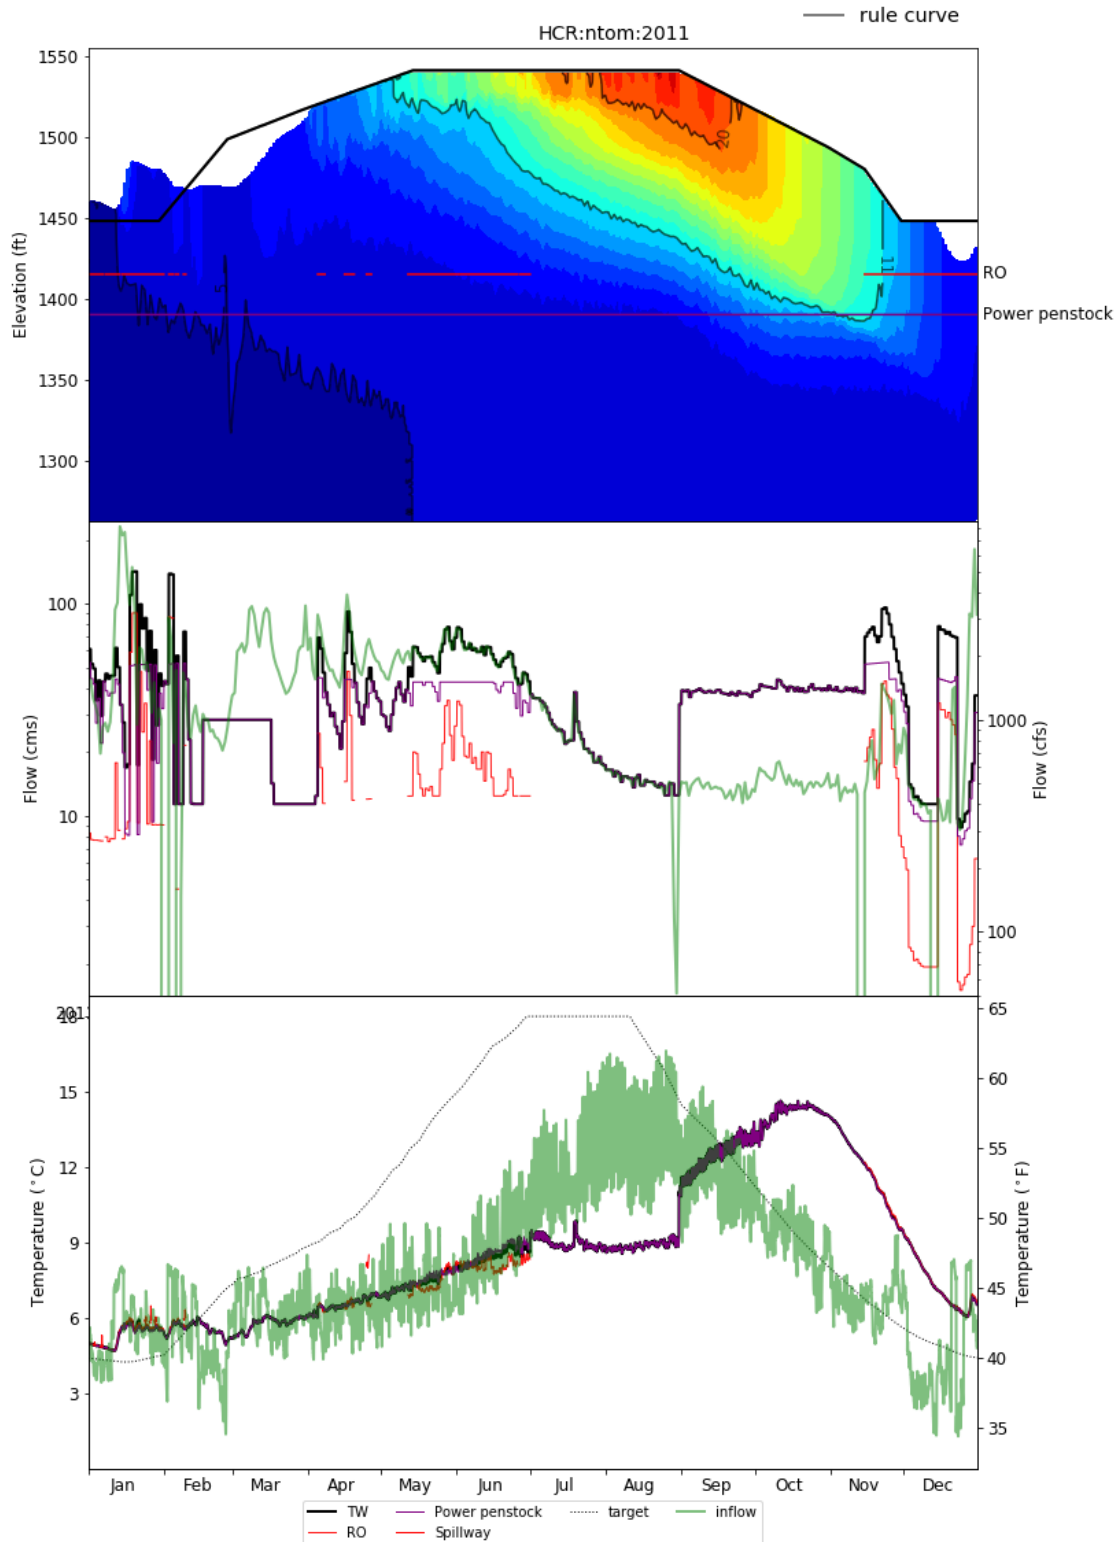 rule curve
HCR:ntom:2011
1550
1500
1450
1400
1350
1300
Elevation (ft)
20
11
5
RO
Power penstock
100
10
Flow (cms)
1000
100
Flow (cfs)
18
15
12
9
6
3
Temperature (°C)
65
60
55
50
45
40
35
Temperature (°F)
Jan Feb Mar Apr May Jun Jul Aug Sep Oct Nov Dec
TW Power penstock target inflow
RO Spillway